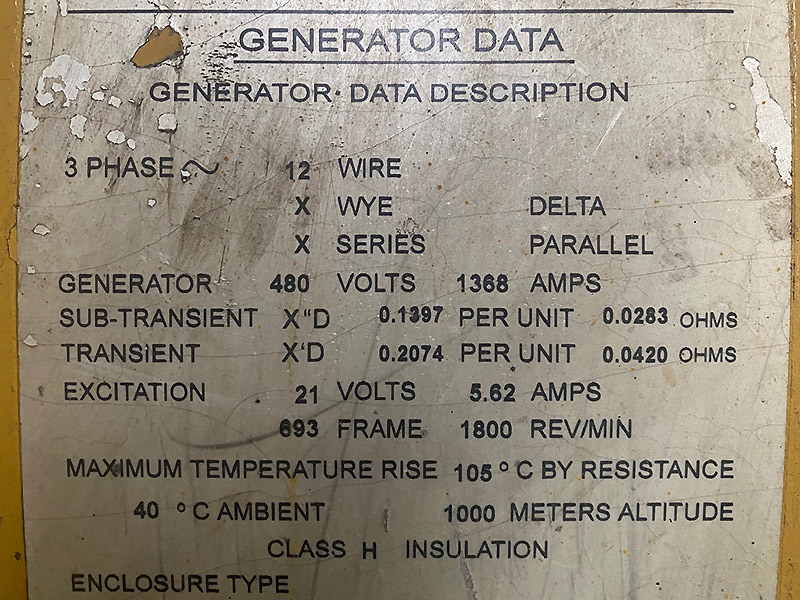 GENERATOR DATA
GENERATOR DATA DESCRIPTION
3 PHASE ~ 12 WIRE
X WYE DELTA
X SERIES PARALLEL
GENERATOR 480 VOLTS 1368 AMPS
SUB-TRANSIENT X"D 0.1397 PER UNIT 0.0283 OHMS
TRANSIENT X'D 0.2074 PER UNIT 0.0420 OHMS
EXCITATION 21 VOLTS 5.62 AMPS
693 FRAME 1800 REV/MIN
MAXIMUM TEMPERATURE RISE 105 °C BY RESISTANCE
40 °C AMBIENT 1000 METERS ALTITUDE
CLASS H INSULATION
ENCLOSURE TYPE